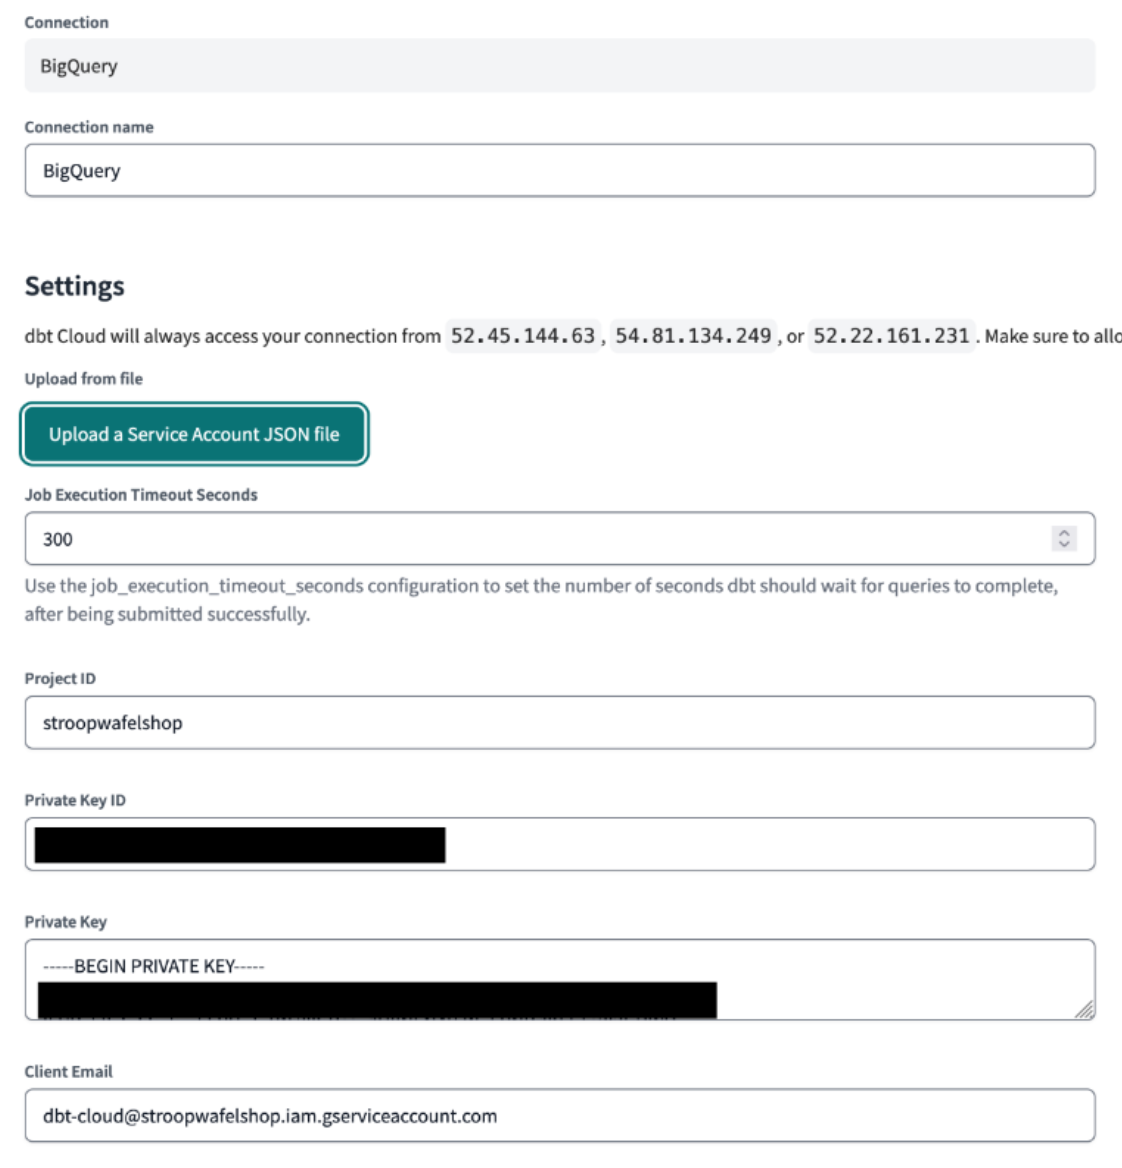 Connection
BigQuery
Connection name
BigQuery
Settings
dbt Cloud will always access your connection from 52.45.144.63, 54.81.134.249, or 52.22.161.231. Make sure to allo
Upload from file
Upload a Service Account JSON file
Job Execution Timeout Seconds
300
Use the job_execution_timeout_seconds configuration to set the number of seconds dbt should wait for queries to complete,
after being submitted successfully.
Project ID
stroopwafelshop
Private Key ID
Private Key
-----BEGIN PRIVATE KEY-----
Client Email
dbt-cloud@stroopwafelshop.iam.gserviceaccount.com